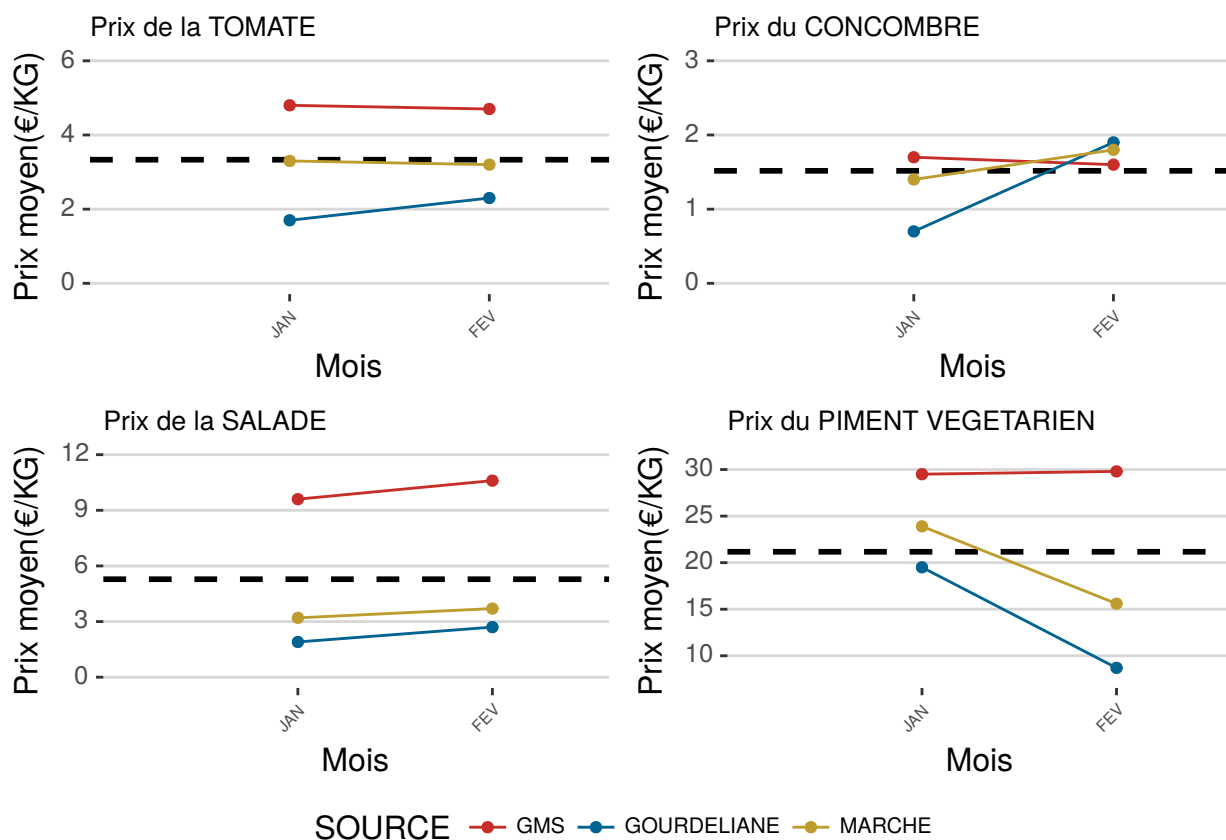 Prix de la TOMATE
Prix moyen(€/KG)
6
4
2
0
JAN
FEV
Mois
Prix du CONCOMBRE
Prix moyen(€/KG)
3
2
1
0
JAN
FEV
Mois
Prix de la SALADE
Prix moyen(€/KG)
12
9
6
3
0
JAN
FEV
Mois
Prix du PIMENT VEGETARIEN
Prix moyen(€/KG)
30
25
20
15
10
JAN
FEV
Mois
SOURCE GMS GOURDELIANE MARCHE